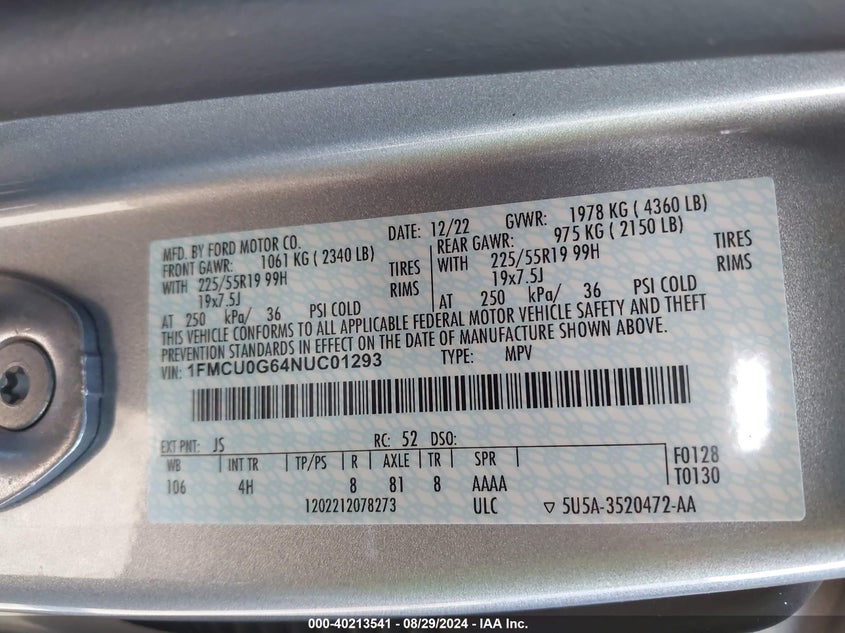 MFD. BY FORD MOTOR CO. DATE: 12/22 GVWR: 1978 KG ( 4360 LB)
FRONT GAWR: 1061 KG ( 2340 LB) REAR GAWR: 975 KG ( 2150 LB)
WITH 225/55R19 99H TIRES WITH 225/55R19 99H TIRES
19x7.5J RIMS 19x7.5J RIMS
AT 250 kPa/ 36 PSI COLD AT 250 kPa/ 36 PSI COLD
THIS VEHICLE CONFORMS TO ALL APPLICABLE FEDERAL MOTOR VEHICLE SAFETY AND THEFT
PREVENTION STANDARDS IN EFFECT ON THE DATE OF MANUFACTURE SHOWN ABOVE.
VIN: 1FMCU0G64NUC01293 TYPE: MPV
EXT PNT: JS RC: 52 DSO: F0128
WB INT TR TP/PS R AXLE TR SPR T0130
106 4H 8 81 8 AAAA
1202212078273 ULC ▽ 5U5A-3520472-AA
000-40213541 - 08/29/2024 - IAA Inc.